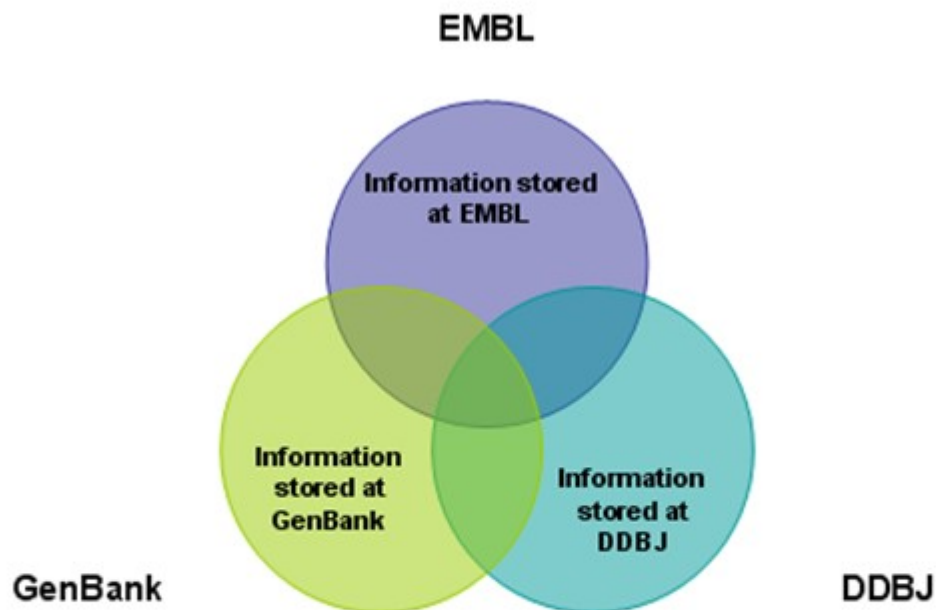 EMBL
Information stored
at EMBL
Information
stored at
GenBank
Information
stored at
DDBJ
GenBank
DDBJ